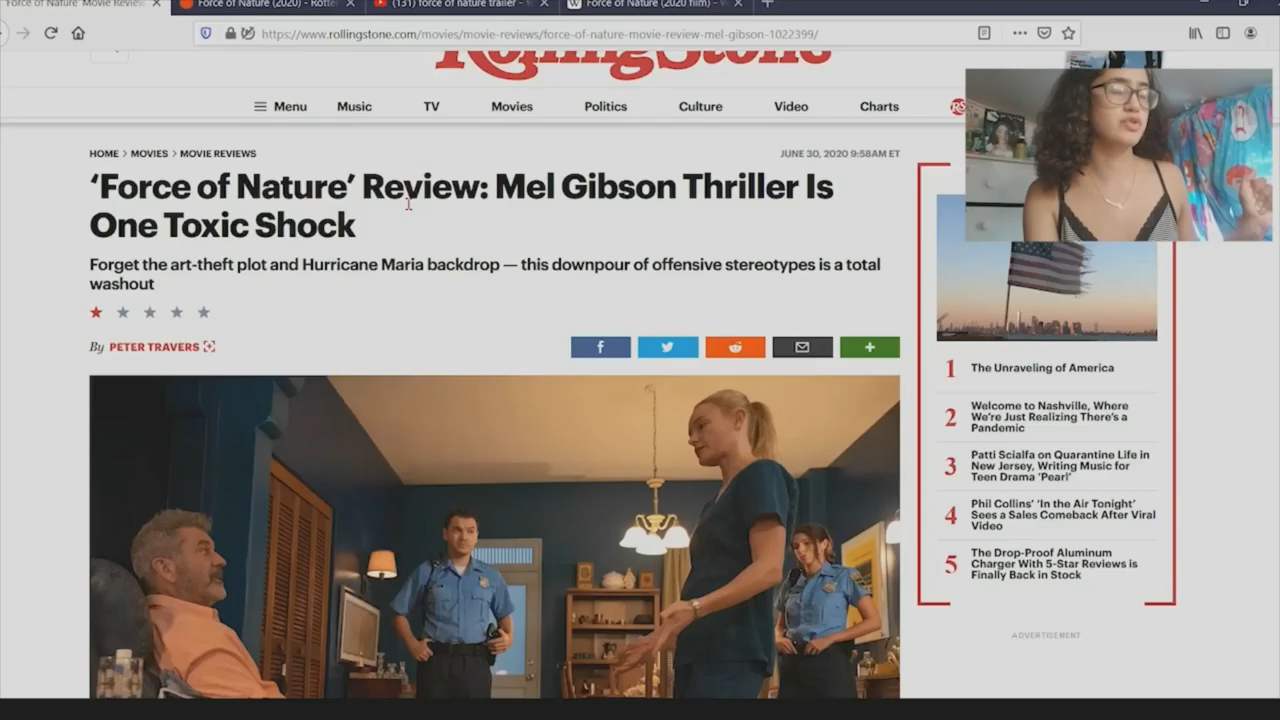 Force of Nature' Movie Review
Force of Nature (2020) - Rotte
(131) force of nature trailer -
Force of Nature (2020 film) -
https://www.rollingstone.com/movies/movie-reviews/force-of-nature-movie-review-mel-gibson-1022399/
RollingStone
Menu Music TV Movies Politics Culture Video Charts
RS
HOME > MOVIES > MOVIE REVIEWS
JUNE 30, 2020 9:58AM ET
‘Force of Nature’ Review: Mel Gibson Thriller Is
One Toxic Shock
Forget the art-theft plot and Hurricane Maria backdrop — this downpour of offensive stereotypes is a total
washout
By PETER TRAVERS
1 The Unraveling of America
2 Welcome to Nashville, Where
We're Just Realizing There's a
Pandemic
3 Patti Scialfa on Quarantine Life in
New Jersey, Writing Music for
Teen Drama 'Pearl'
4 Phil Collins' 'In the Air Tonight'
Sees a Sales Comeback After Viral
Video
5 The Drop-Proof Aluminum
Charger With 5-Star Reviews is
Finally Back in Stock
ADVERTISEMENT